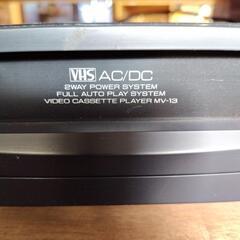 VHS AC/DC
2WAY POWER SYSTEM
FULL AUTO PLAY SYSTEM
VIDEO CASSETTE PLAYER MV-13